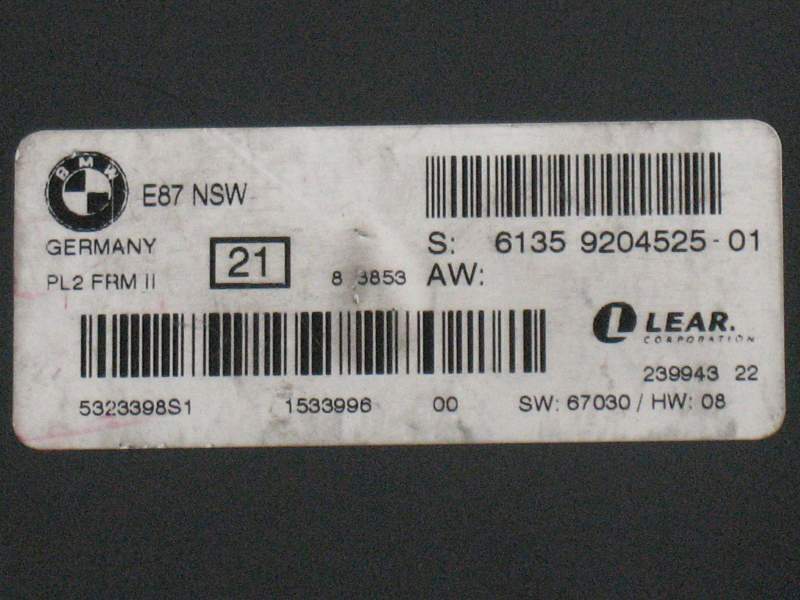 BMW
E87 NSW
GERMANY
PL2 FRM II
21
S: 6135 9204525-01
AW:
LEAR.
CORPORATION
239943 22
5323398S1 1533996 00 SW: 67030 / HW: 08